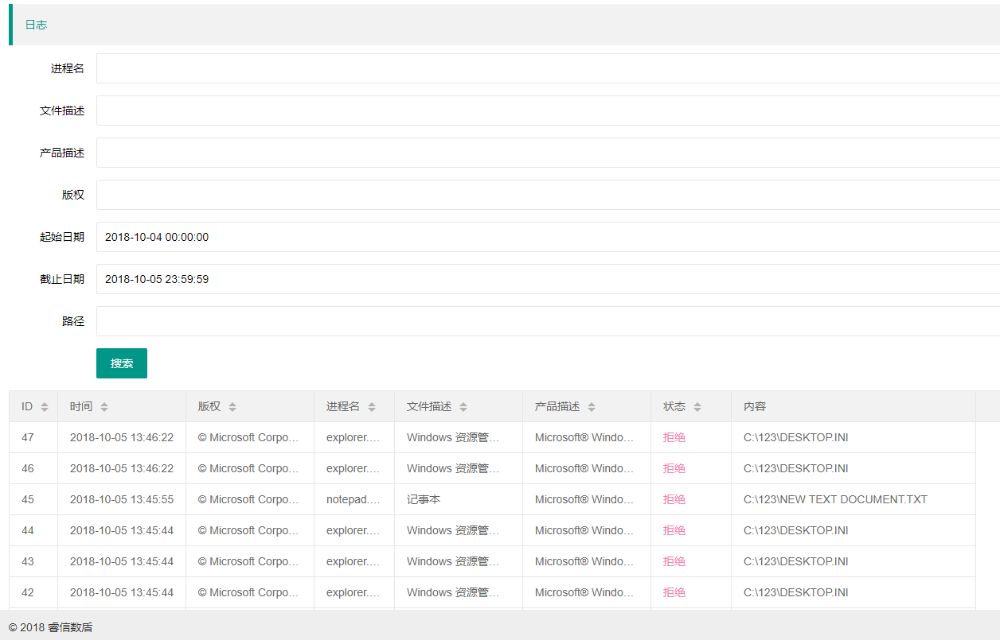 日志
进程名
文件描述
产品描述
版权
起始日期 2018-10-04 00:00:00
截止日期 2018-10-05 23:59:59
路径
搜索
ID 时间 版权 进程名 文件描述 产品描述 状态 内容
47 2018-10-05 13:46:22 © Microsoft Corpo... explorer.... Windows 资源管... Microsoft® Windo... 拒绝 C:\123\DESKTOP.INI
46 2018-10-05 13:46:22 © Microsoft Corpo... explorer.... Windows 资源管... Microsoft® Windo... 拒绝 C:\123\DESKTOP.INI
45 2018-10-05 13:45:55 © Microsoft Corpo... notepad.... 记事本 Microsoft® Windo... 拒绝 C:\123\NEW TEXT DOCUMENT.TXT
44 2018-10-05 13:45:44 © Microsoft Corpo... explorer.... Windows 资源管... Microsoft® Windo... 拒绝 C:\123\DESKTOP.INI
43 2018-10-05 13:45:44 © Microsoft Corpo... explorer.... Windows 资源管... Microsoft® Windo... 拒绝 C:\123\DESKTOP.INI
42 2018-10-05 13:45:44 © Microsoft Corpo... explorer.... Windows 资源管... Microsoft® Windo... 拒绝 C:\123\DESKTOP.INI
© 2018 睿信数盾